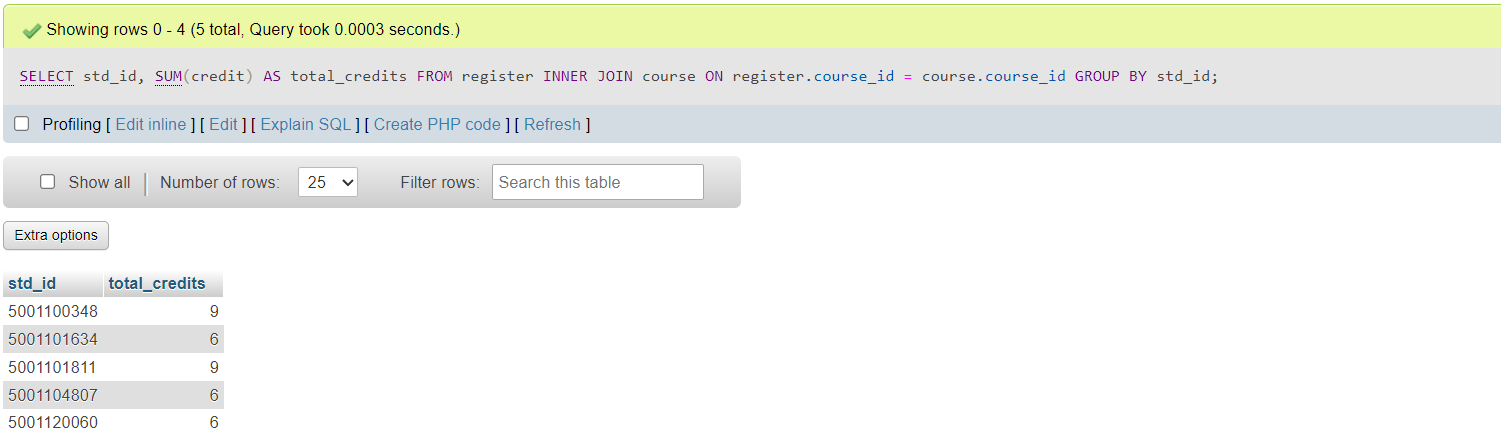 Showing rows 0 - 4 (5 total, Query took 0.0003 seconds.)
SELECT std_id, SUM(credit) AS total_credits FROM register INNER JOIN course ON register.course_id = course.course_id GROUP BY std_id;
Profiling [ Edit inline ] [ Edit ] [ Explain SQL ] [ Create PHP code ] [ Refresh ]
Show all | Number of rows: 25 Filter rows: Search this table
Extra options
std_id total_credits
5001100348 9
5001101634 6
5001101811 9
5001104807 6
5001120060 6